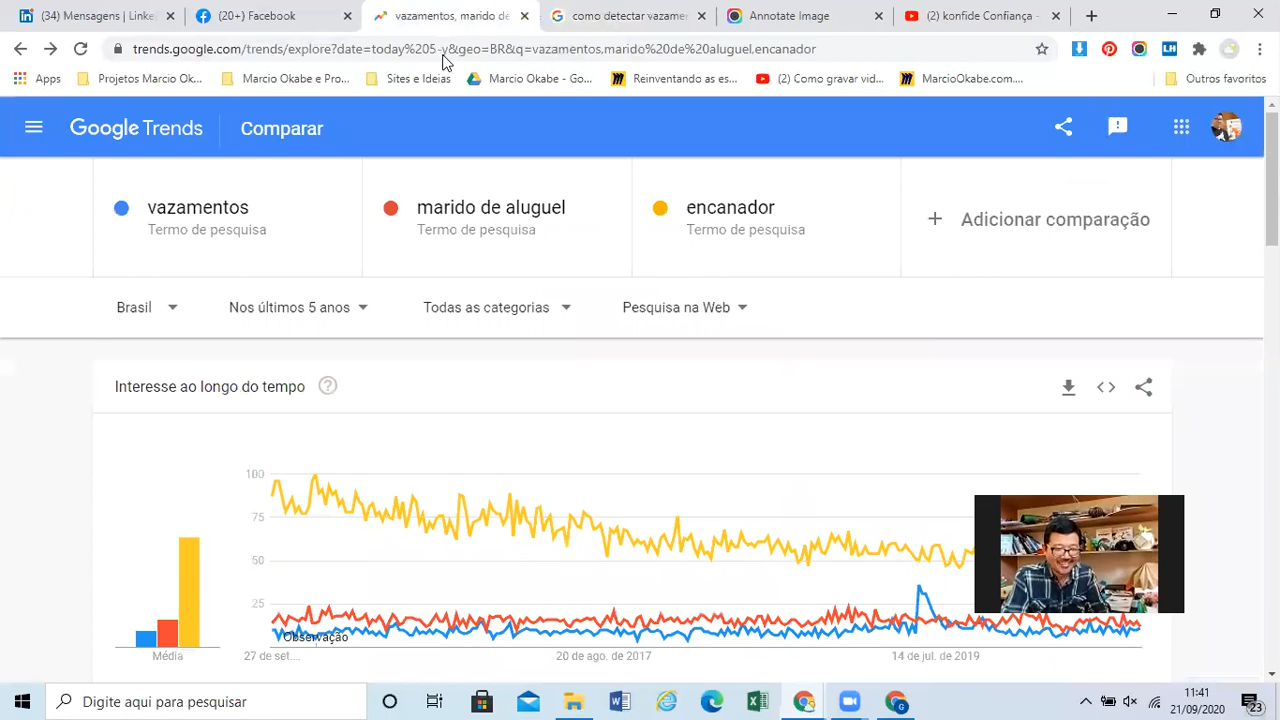 (34) Mensagens | Linke
(20+) Facebook
vazamentos, marido de
como detectar vazamer
Annotate Image
(2) konfide Confiança -
trends.google.com/trends/explore?date=today%205-y&geo=BR&q=vazamentos,marido%20de%20aluguel,encanador
Apps
Projetos Marcio Ok...
Marcio Okabe e Pro...
Sites e Ideias
Marcio Okabe - Go...
Reinventando as es...
(2) Como gravar vid...
MarcioOkabe.com....
Outros favoritos
Google Trends
Comparar
vazamentos
Termo de pesquisa
marido de aluguel
Termo de pesquisa
encanador
Termo de pesquisa
+ Adicionar comparação
Brasil
Nos últimos 5 anos
Todas as categorias
Pesquisa na Web
Interesse ao longo do tempo
100
75
50
25
Observação
Média
27 de set....
20 de ago. de 2017
14 de jul. de 2019
Digite aqui para pesquisar
11:41
21/09/2020
23